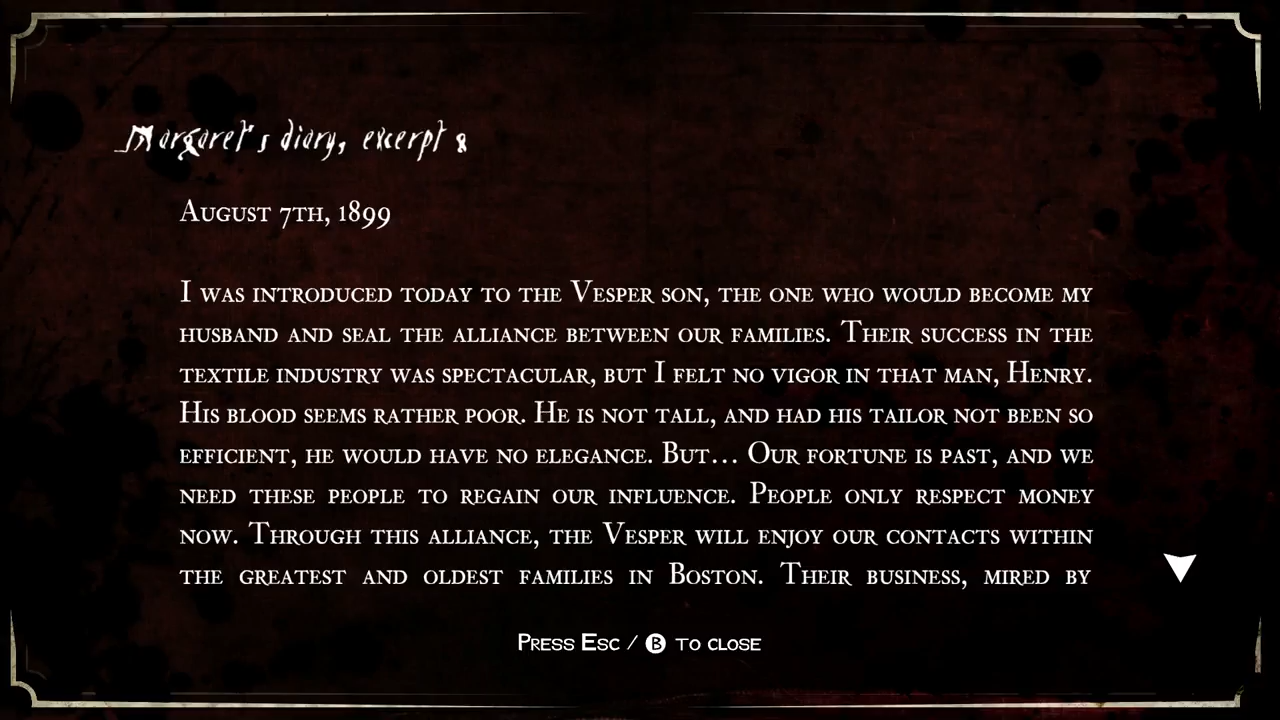 Margaret's diary, excerpt 2
August 7th, 1899
I was introduced today to the Vesper son, the one who would become my
husband and seal the alliance between our families. Their success in the
textile industry was spectacular, but I felt no vigor in that man, Henry.
His blood seems rather poor. He is not tall, and had his tailor not been so
efficient, he would have no elegance. But... Our fortune is past, and we
need these people to regain our influence. People only respect money
now. Through this alliance, the Vesper will enjoy our contacts within
the greatest and oldest families in Boston. Their business, mired by
Press Esc / B to close